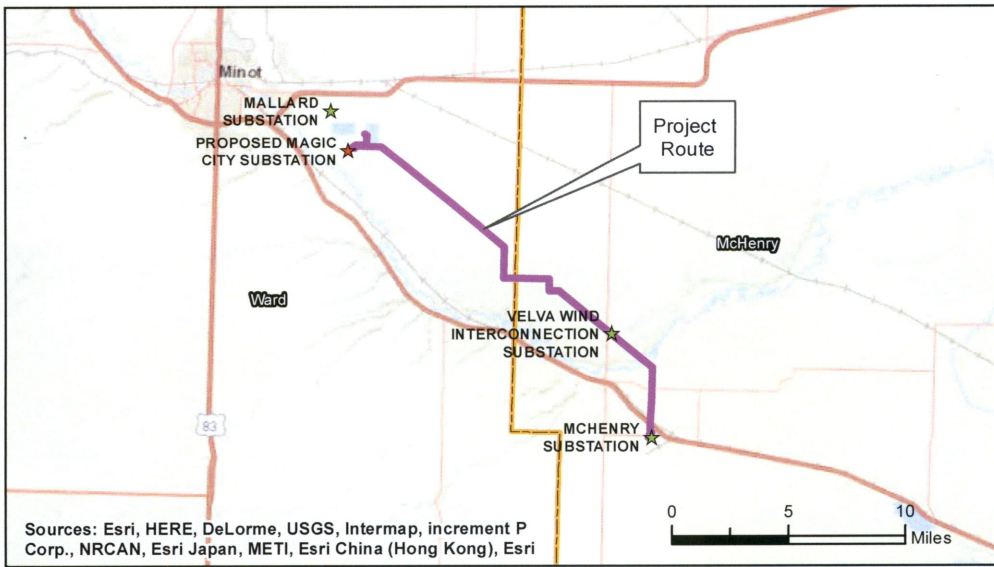 Minot
MALLARD
SUBSTATION
PROPOSED MAGIC
CITY SUBSTATION
Project
Route
McHenry
Ward
VELVA WIND
INTERCONNECTION
SUBSTATION
83
MCHENRY
SUBSTATION
0 5 10
Miles
Sources: Esri, HERE, DeLorme, USGS, Intermap, increment P
Corp., NRCAN, Esri Japan, METI, Esri China (Hong Kong), Esri